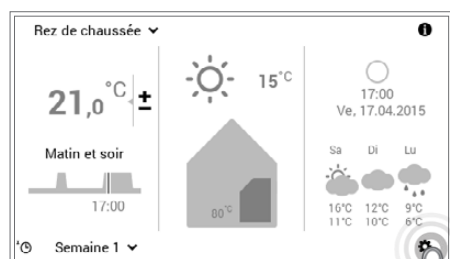 Rez de chaussée
21,0°C ±
15°C
17:00
Ve, 17.04.2015
Matin et soir
17:00
80°C
Sa Di Lu
16°C 12°C 9°C
11°C 10°C 6°C
Semaine 1